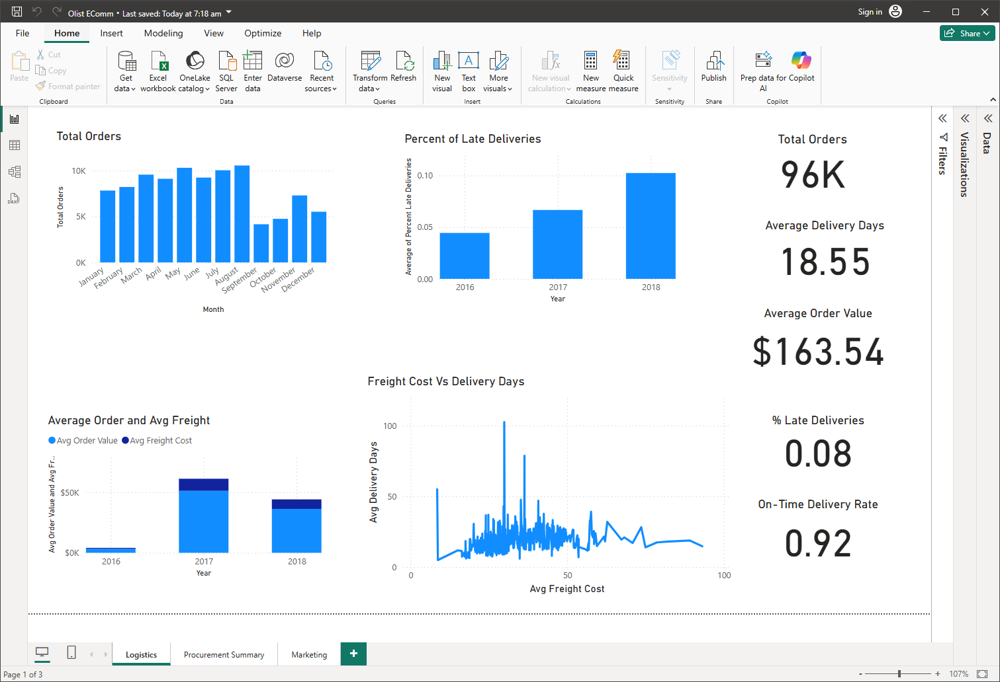 Olist EComm • Last saved: Today at 7:18 am
Sign in
File
Home
Insert
Modeling
View
Optimize
Help
Share
Paste
Cut
Copy
Format painter
Clipboard
Get data
Excel workbook
OneLake catalog
SQL Server
Enter data
Dataverse
Recent sources
Data
Transform data
Refresh
Queries
New visual
Text box
More visuals
Insert
New visual calculation
New measure
Quick measure
Calculations
Sensitivity
Sensitivity
Publish
Share
Prep data for AI
Copilot
Copilot
Total Orders
Total Orders
10K
5K
0K
January
February
March
April
May
June
July
August
September
October
November
December
Month
Percent of Late Deliveries
Average of Percent Late Deliveries
0.10
0.05
0.00
2016
2017
2018
Year
Total Orders
96K
Average Delivery Days
18.55
Average Order Value
$163.54
% Late Deliveries
0.08
On-Time Delivery Rate
0.92
Average Order and Avg Freight
Avg Order Value
Avg Freight Cost
Avg Order Value and Avg Fr...
$50K
$0K
2016
2017
2018
Year
Freight Cost Vs Delivery Days
Avg Delivery Days
100
50
0
0
50
100
Avg Freight Cost
Filters
Visualizations
Data
DAX
Logistics
Procurement Summary
Marketing
+
Page 1 of 3
-
+
107%